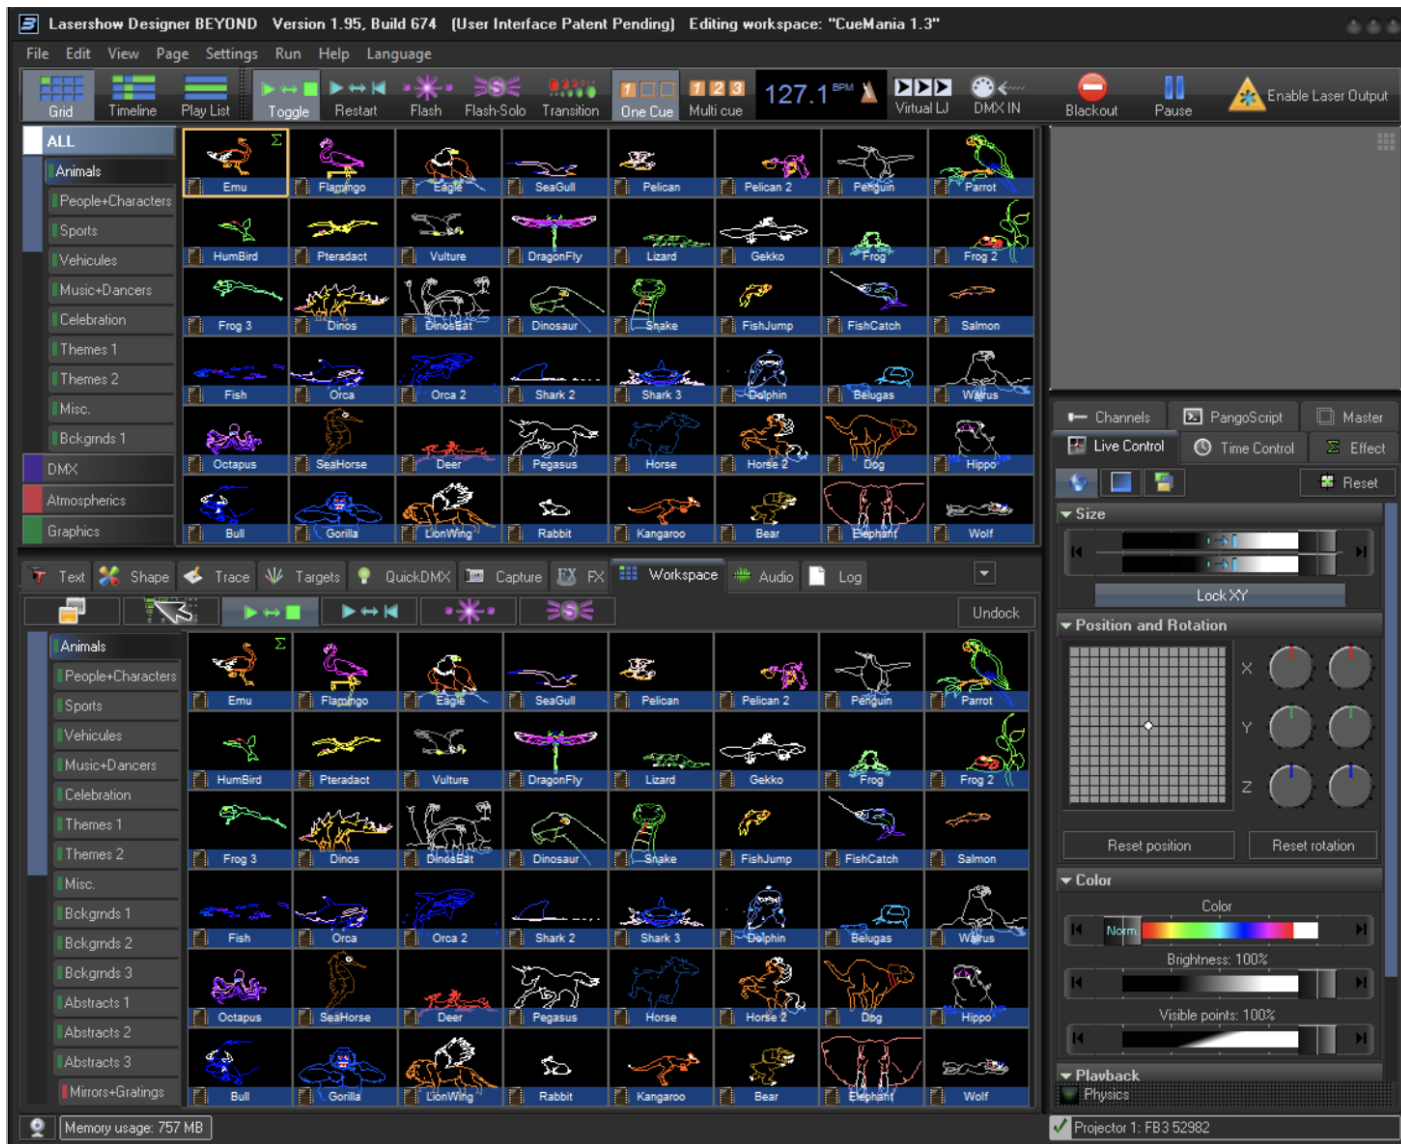 Lasershow Designer BEYOND Version 1.95, Build 674 (User Interface Patent Pending) Editing workspace: "CueMania 1.3"
File Edit View Page Settings Run Help Language
1 1 2 3 127.1 BPM
Grid Timeline Play List Toggle Restart Flash Flash-Solo Transition One Cue Multi cue Virtual LJ DMX IN Blackout Pause Enable Laser Output
ALL
Animals
People+Characters
Sports
Vehicules
Music+Dancers
Celebration
Themes 1
Themes 2
Misc.
Bckgrnds 1
DMX
Atmospherics
Graphics
Emu Flamingo Eagle SeaGull Pelican Pelican 2 Penguin Parrot
HumBird Pteradact Vulture DragonFly Lizard Gekko Frog Frog 2
Frog 3 Dinos DinosEat Dinosaur Snake FishJump FishCatch Salmon
Fish Orca Orca 2 Shark 2 Shark 3 Dolphin Belugas Walrus
Octapus SeaHorse Deer Pegasus Horse Horse 2 Dog Hippo
Bull Gorilla LionWing Rabbit Kangaroo Bear Elephant Wolf
Channels PangoScript Master
Live Control Time Control Σ Effect
Reset
Size
Lock XY
Position and Rotation
X
Y
Z
Reset position Reset rotation
Color
Color
Norm.
Brightness: 100%
Visible points: 100%
Playback
Physics
Text Shape Trace Targets QuickDMX Capture FX FX Workspace Audio Log
S Undock
Animals
People+Characters
Sports
Vehicules
Music+Dancers
Celebration
Themes 1
Themes 2
Misc.
Bckgrnds 1
Bckgrnds 2
Bckgrnds 3
Abstracts 1
Abstracts 2
Abstracts 3
Mirrors+Gratings
Emu Flamingo Eagle SeaGull Pelican Pelican 2 Penguin Parrot
HumBird Pteradact Vulture DragonFly Lizard Gekko Frog Frog 2
Frog 3 Dinos DinosEat Dinosaur Snake FishJump FishCatch Salmon
Fish Orca Orca 2 Shark 2 Shark 3 Dolphin Belugas Walrus
Octapus SeaHorse Deer Pegasus Horse Horse 2 Dog Hippo
Bull Gorilla LionWing Rabbit Kangaroo Bear Elephant Wolf
Memory usage: 757 MB
Projector 1: FB3 52982